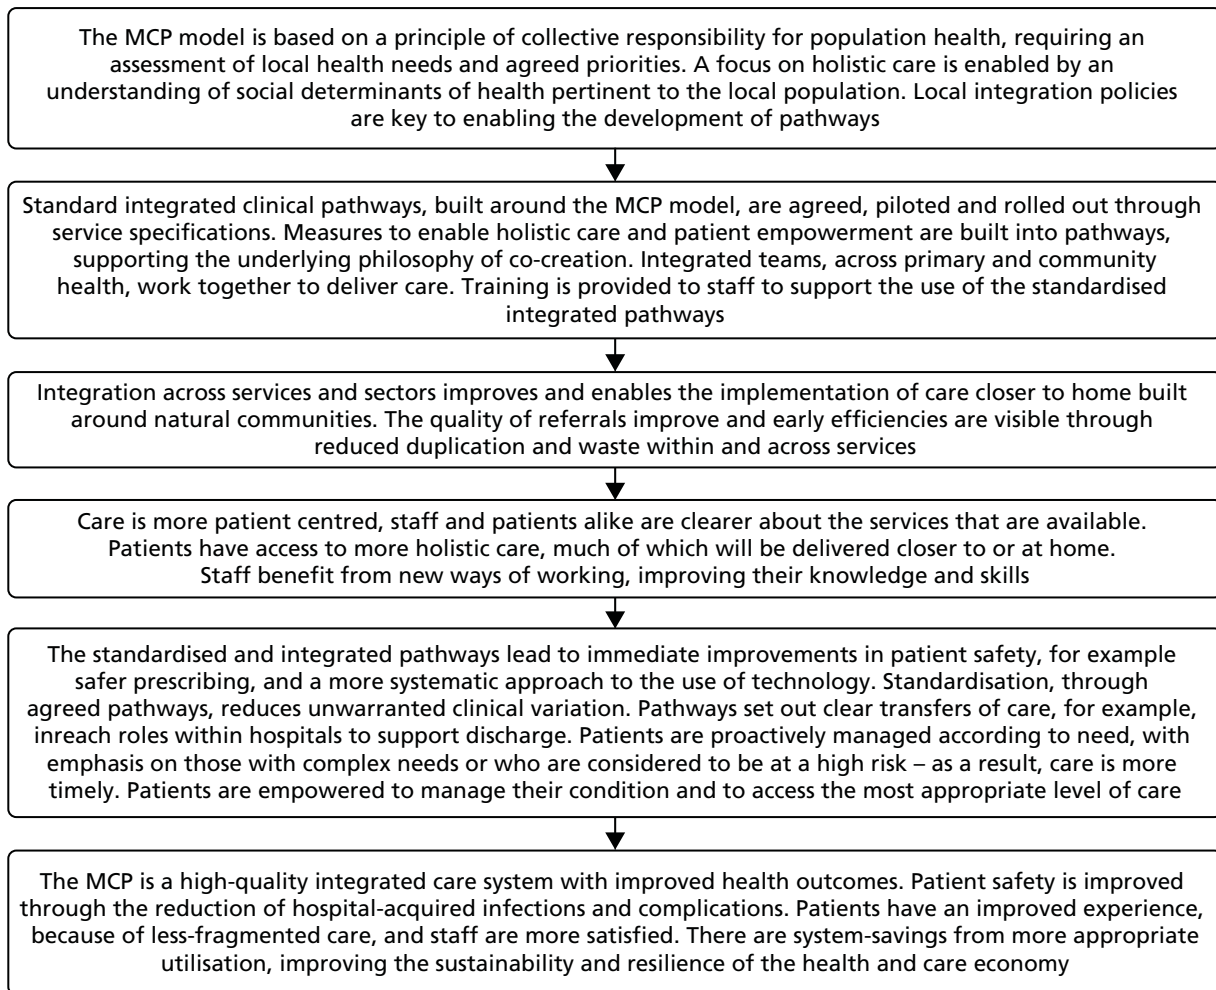 The MCP model is based on a principle of collective responsibility for population health, requiring an
assessment of local health needs and agreed priorities. A focus on holistic care is enabled by an
understanding of social determinants of health pertinent to the local population. Local integration policies
are key to enabling the development of pathways
Standard integrated clinical pathways, built around the MCP model, are agreed, piloted and rolled out through
service specifications. Measures to enable holistic care and patient empowerment are built into pathways,
supporting the underlying philosophy of co-creation. Integrated teams, across primary and community
health, work together to deliver care. Training is provided to staff to support the use of the standardised
integrated pathways
Integration across services and sectors improves and enables the implementation of care closer to home built
around natural communities. The quality of referrals improve and early efficiencies are visible through
reduced duplication and waste within and across services
Care is more patient centred, staff and patients alike are clearer about the services that are available.
Patients have access to more holistic care, much of which will be delivered closer to or at home.
Staff benefit from new ways of working, improving their knowledge and skills
The standardised and integrated pathways lead to immediate improvements in patient safety, for example
safer prescribing, and a more systematic approach to the use of technology. Standardisation, through
agreed pathways, reduces unwarranted clinical variation. Pathways set out clear transfers of care, for example,
inreach roles within hospitals to support discharge. Patients are proactively managed according to need, with
emphasis on those with complex needs or who are considered to be at a high risk – as a result, care is more
timely. Patients are empowered to manage their condition and to access the most appropriate level of care
The MCP is a high-quality integrated care system with improved health outcomes. Patient safety is improved
through the reduction of hospital-acquired infections and complications. Patients have an improved experience,
because of less-fragmented care, and staff are more satisfied. There are system-savings from more appropriate
utilisation, improving the sustainability and resilience of the health and care economy